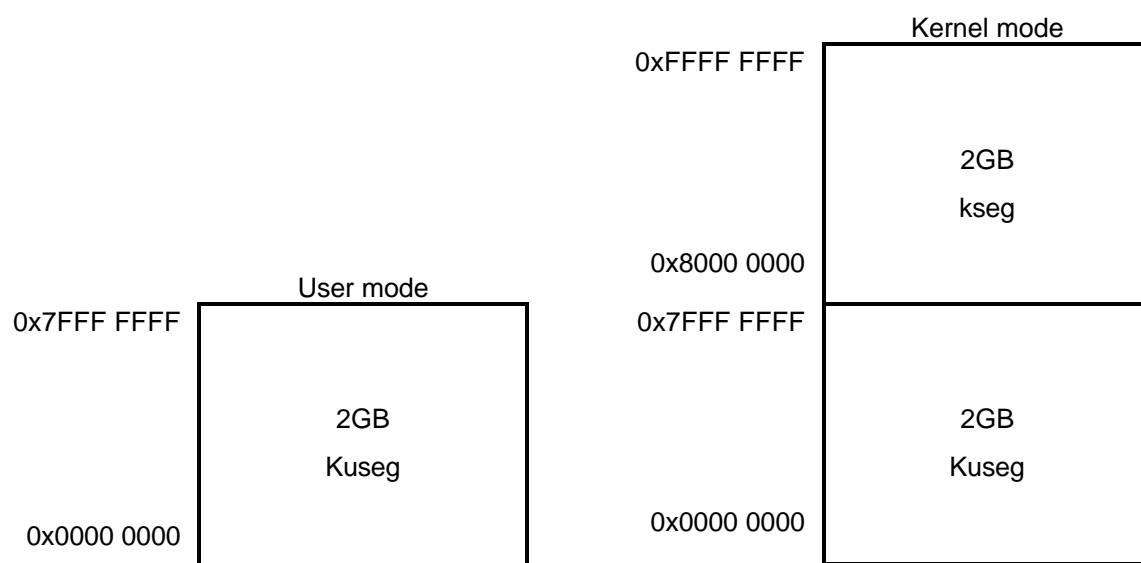 Kernel mode
0xFFFF FFFF
2GB
kseg
0x8000 0000
User mode
0x7FFF FFFF
0x7FFF FFFF
2GB
2GB
Kuseg
Kuseg
0x0000 0000
0x0000 0000